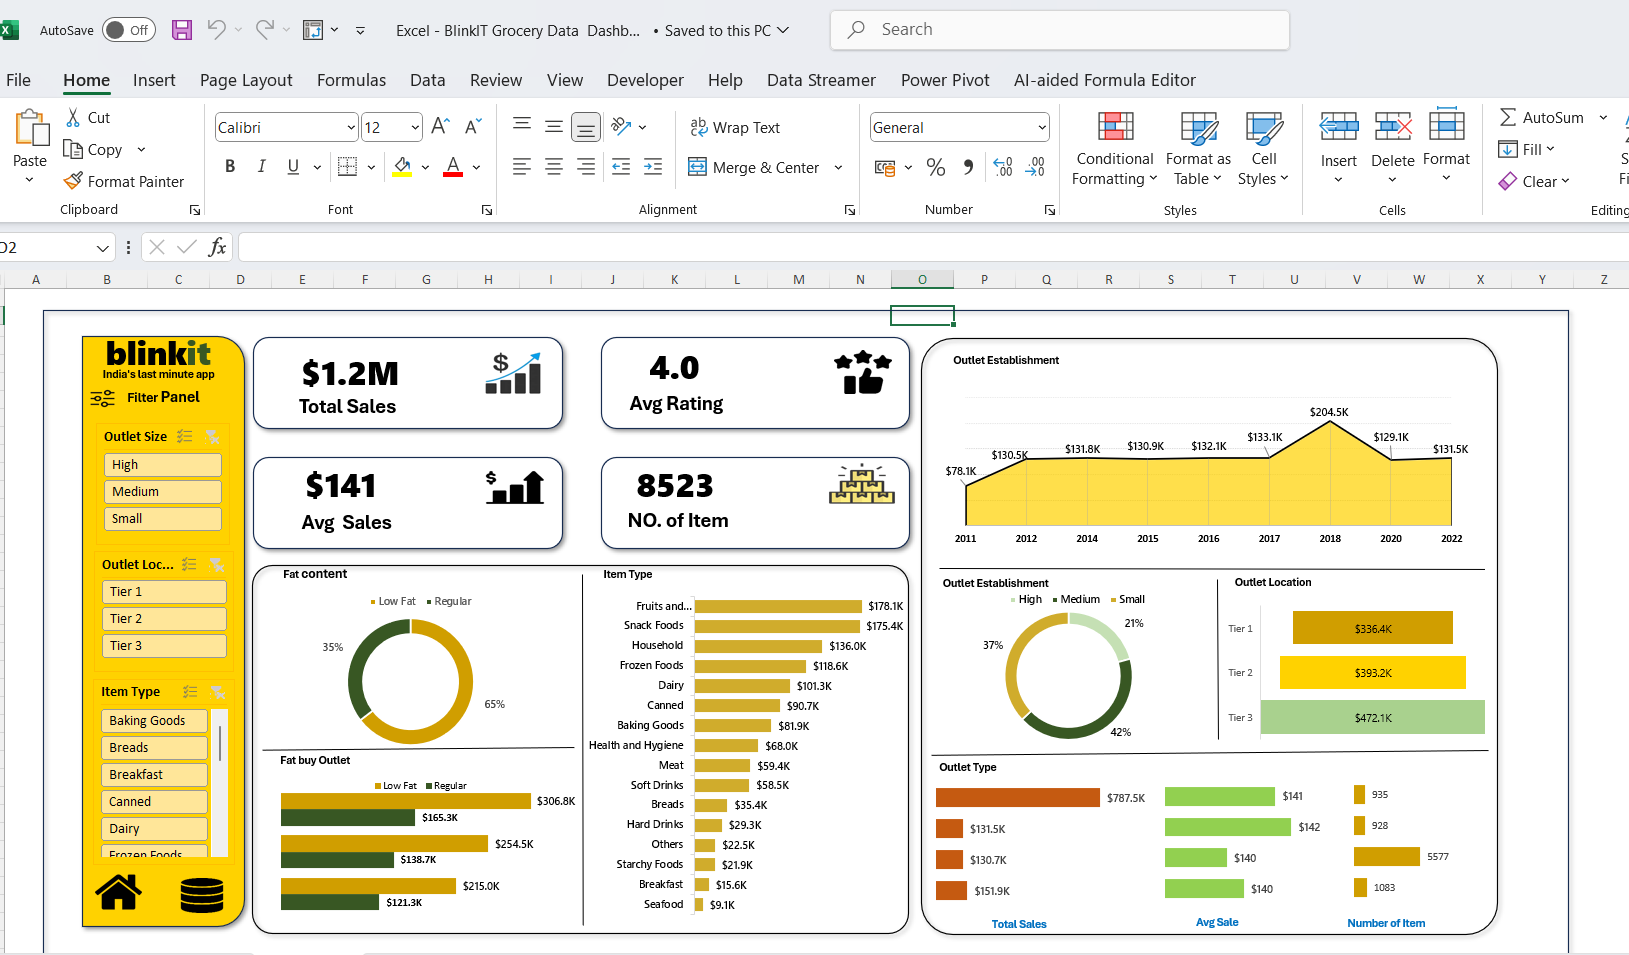 AutoSave Off Excel - BlinkIT Grocery Data Dashb... • Saved to this PC Search
File Home Insert Page Layout Formulas Data Review View Developer Help Data Streamer Power Pivot AI-aided Formula Editor
Paste
Cut
Copy
Format Painter
Clipboard
Calibri 12
B I U
Font
Wrap Text
Merge & Center
Alignment
General
Number
Conditional Formatting
Format as Table
Cell Styles
Styles
Insert Delete Format
Cells
AutoSum
Fill
Clear
Editing
fx
A B C D E F G H I J K L M N O P Q R S T U V W X Y Z
blinkit
India's last minute app
Filter Panel
Outlet Size
High
Medium
Small
Outlet Loc...
Tier 1
Tier 2
Tier 3
Item Type
Baking Goods
Breads
Breakfast
Canned
Dairy
Frozen Foods
$1.2M
Total Sales
4.0
Avg Rating
$141
Avg Sales
8523
NO. of Item
Fat content
Low Fat Regular
35%
65%
Fat buy Outlet
Low Fat Regular
$306.8K
$165.3K
$254.5K
$138.7K
$215.0K
$121.3K
Item Type
Fruits and... $178.1K
Snack Foods $175.4K
Household $136.0K
Frozen Foods $118.6K
Dairy $101.3K
Canned $90.7K
Baking Goods $81.9K
Health and Hygiene $68.0K
Meat $59.4K
Soft Drinks $58.5K
Breads $35.4K
Hard Drinks $29.3K
Others $22.5K
Starchy Foods $21.9K
Breakfast $15.6K
Seafood $9.1K
Outlet Establishment
$78.1K $130.5K $131.8K $130.9K $132.1K $133.1K $204.5K $129.1K $131.5K
2011 2012 2014 2015 2016 2017 2018 2020 2022
Outlet Establishment
High Medium Small
21%
37%
42%
Outlet Location
Tier 1 $336.4K
Tier 2 $393.2K
Tier 3 $472.1K
Outlet Type
$787.5K $141 935
$131.5K $142 928
$130.7K $140 5577
$151.9K $140 1083
Total Sales Avg Sale Number of Item